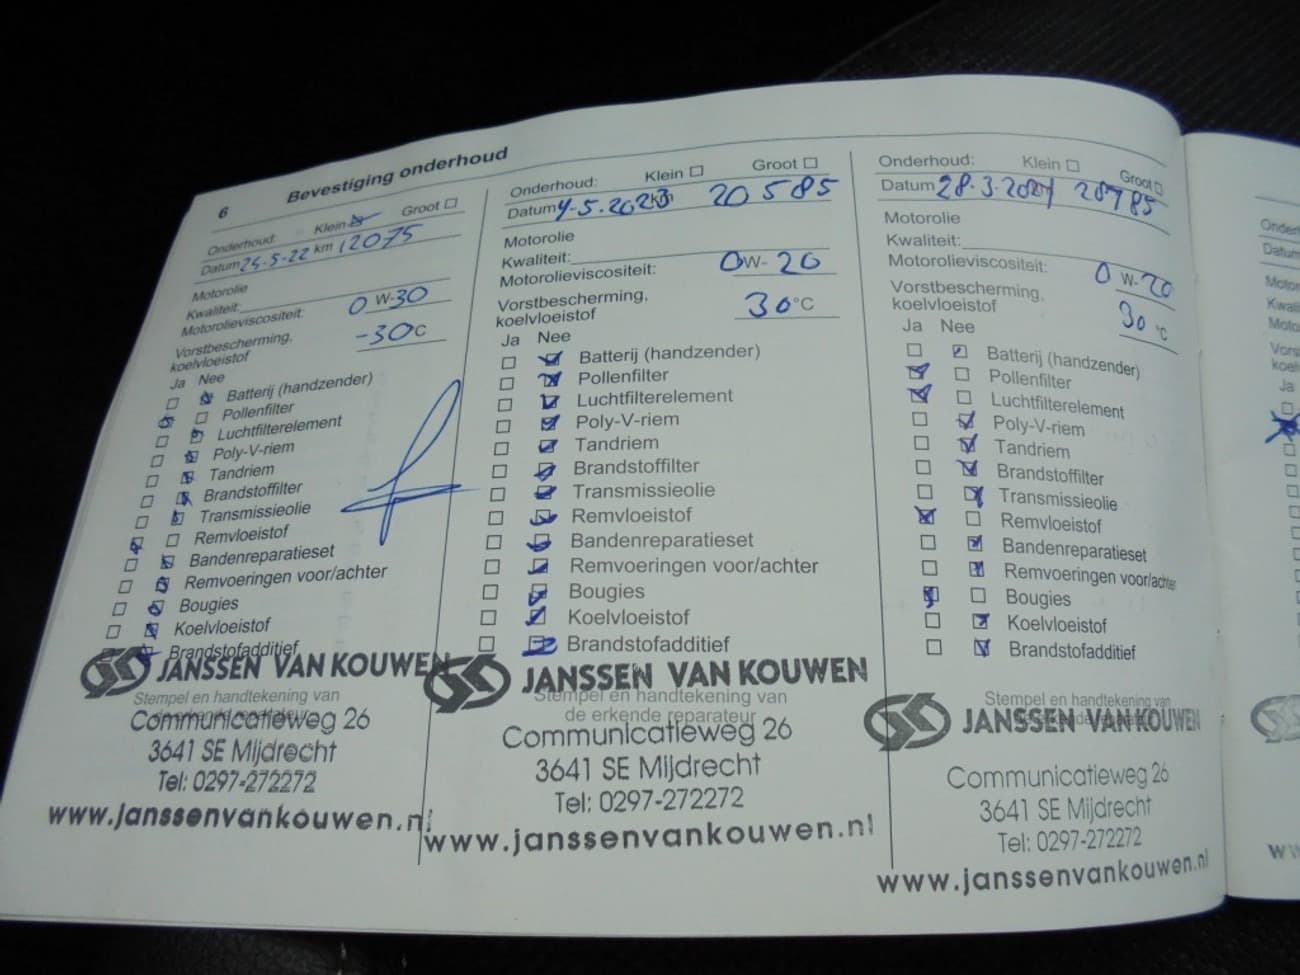 6 Bevestiging onderhoud
Onderhoud: Klein Groot
Datum 24-5-22 km 12075
Motorolie
Kwaliteit:
Motorolieviscositeit: 0 W-30
Vorstbescherming,
koelvloeistof -30°C
Ja Nee
Batterij (handzender)
Pollenfilter
Luchtfilterelement
Poly-V-riem
Tandriem
Brandstoffilter
Transmissieolie
Remvloeistof
Bandenreparatieset
Remvoeringen voor/achter
Bougies
Koelvloeistof
Brandstofadditief
JANSSEN VAN KOUWEN
Stempel en handtekening van
de erkende reparateur
Communicatieweg 26
3641 SE Mijdrecht
Tel: 0297-272272
www.janssenvankouwen.nl
Onderhoud: Klein Groot
Datum 4-5-2023 km 20585
Motorolie
Kwaliteit:
Motorolieviscositeit: 0W-20
Vorstbescherming,
koelvloeistof 30°C
Ja Nee
Batterij (handzender)
Pollenfilter
Luchtfilterelement
Poly-V-riem
Tandriem
Brandstoffilter
Transmissieolie
Remvloeistof
Bandenreparatieset
Remvoeringen voor/achter
Bougies
Koelvloeistof
Brandstofadditief
JANSSEN VAN KOUWEN
Stempel en handtekening van
de erkende reparateur
Communicatieweg 26
3641 SE Mijdrecht
Tel: 0297-272272
www.janssenvankouwen.nl
Onderhoud: Klein Groot
Datum 28-3-2024 28785
Motorolie
Kwaliteit:
Motorolieviscositeit: 0 W-20
Vorstbescherming,
koelvloeistof 30 °C
Ja Nee
Batterij (handzender)
Pollenfilter
Luchtfilterelement
Poly-V-riem
Tandriem
Brandstoffilter
Transmissieolie
Remvloeistof
Bandenreparatieset
Remvoeringen voor/achter
Bougies
Koelvloeistof
Brandstofadditief
Stempel en handtekening van
JANSSEN VAN KOUWEN
Communicatieweg 26
3641 SE Mijdrecht
Tel: 0297-272272
www.janssenvankouwen.nl
Ja